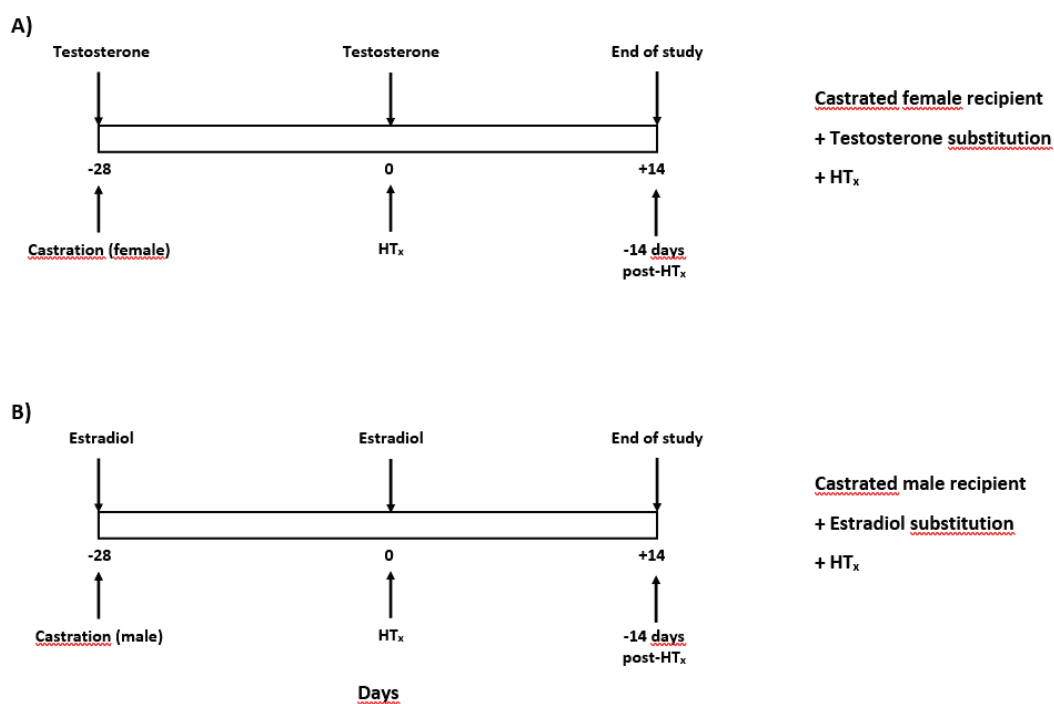 A)
Testosterone
Testosterone
End of study
-28
0
+14
Castration (female)
HTₓ
-14 days
post-HTₓ
Castrated female recipient
+ Testosterone substitution
+ HTₓ
B)
Estradiol
Estradiol
End of study
-28
0
+14
Castration (male)
HTₓ
-14 days
post-HTₓ
Days
Castrated male recipient
+ Estradiol substitution
+ HTₓ